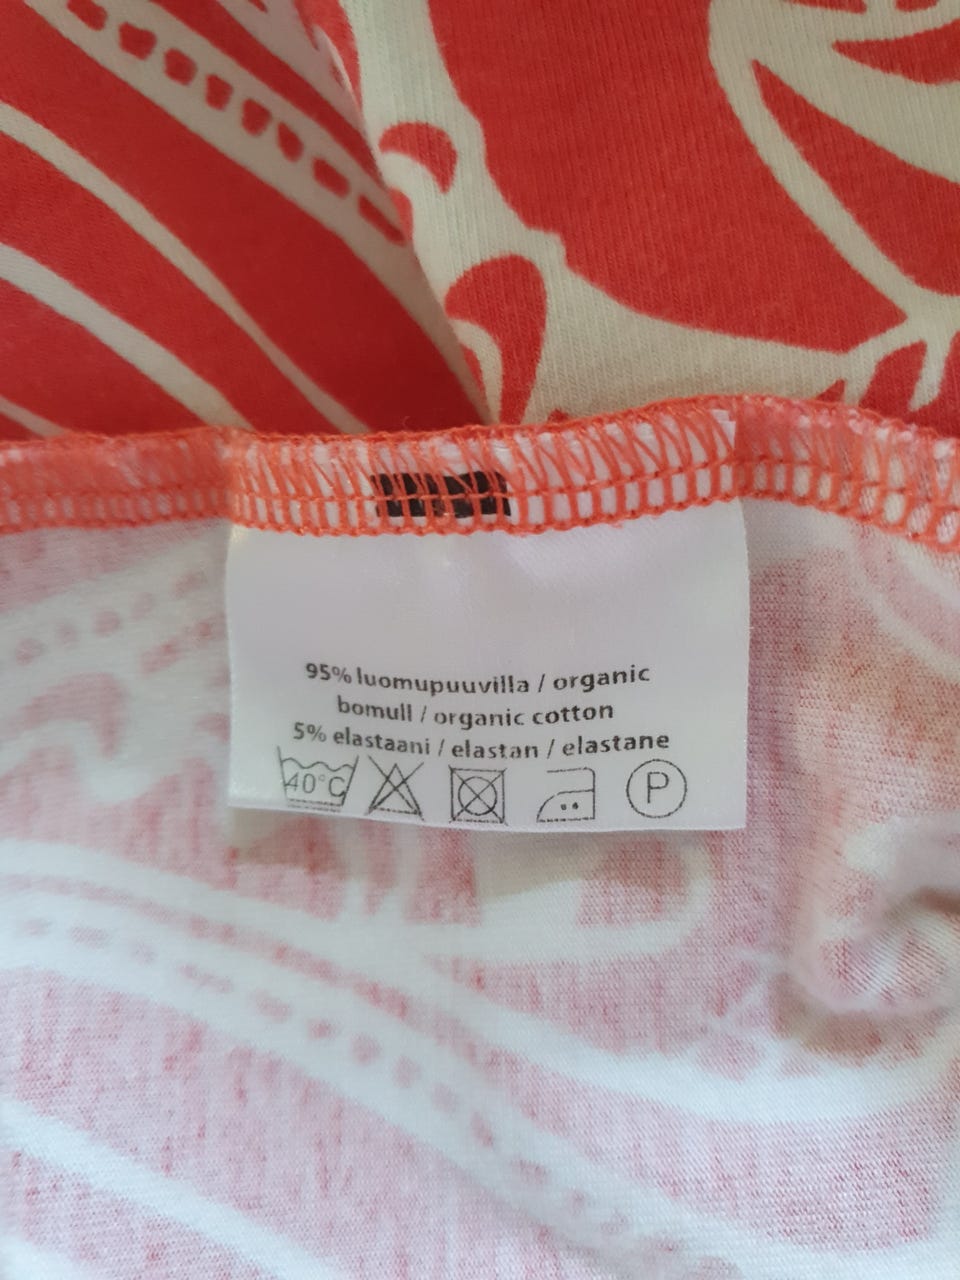 95% luomupuuvilla / organic
bomull / organic cotton
5% elastaani / elastan / elastane
40°C P